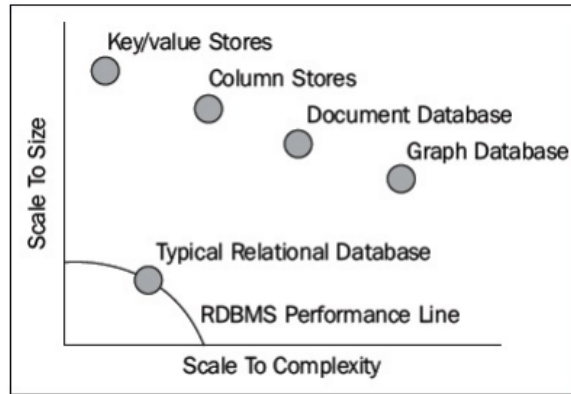 Key/value Stores
Column Stores
Document Database
Graph Database
Scale To Size
Typical Relational Database
RDBMS Performance Line
Scale To Complexity